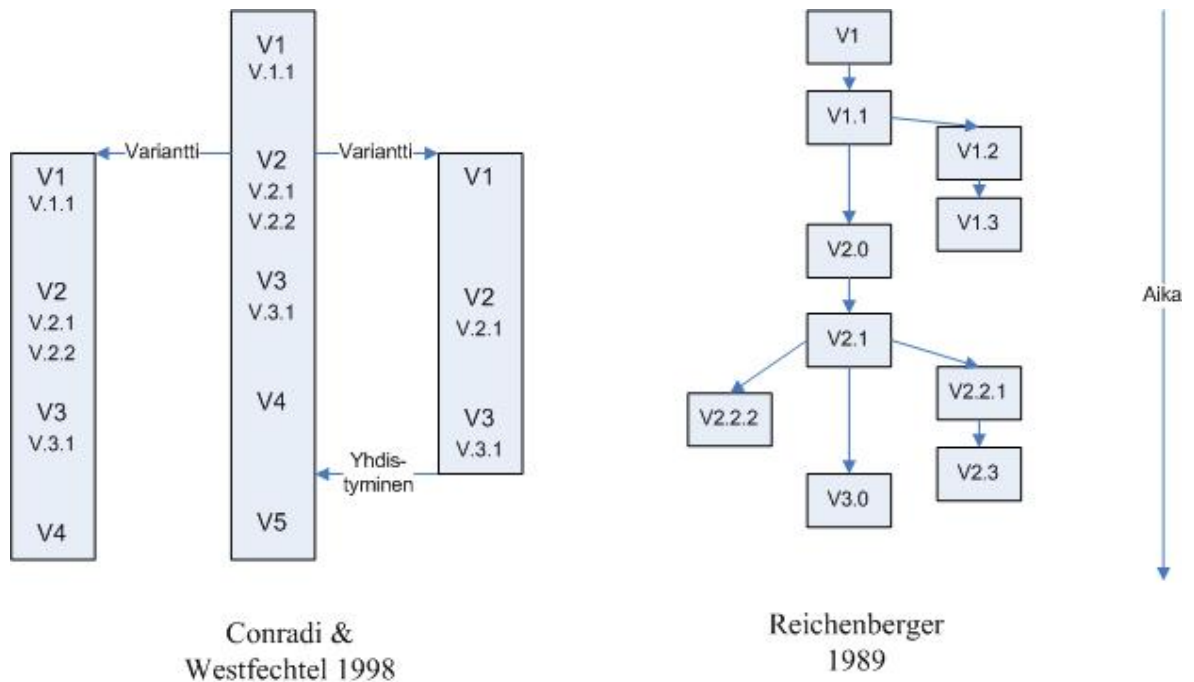 V1
V.1.1
Variantti
V2
V.2.1
V.2.2
V3
V.3.1
V4
V5
Variantti
V1
V.1.1
V2
V.2.1
V.2.2
V3
V.3.1
V4
V1
V2
V.2.1
V3
V.3.1
Yhdis-
tyminen
Conradi &
Westfechtel 1998
V1
V1.1
V1.2
V1.3
V2.0
V2.1
V2.2.2
V2.2.1
V2.3
V3.0
Reichenberger
1989
Aika